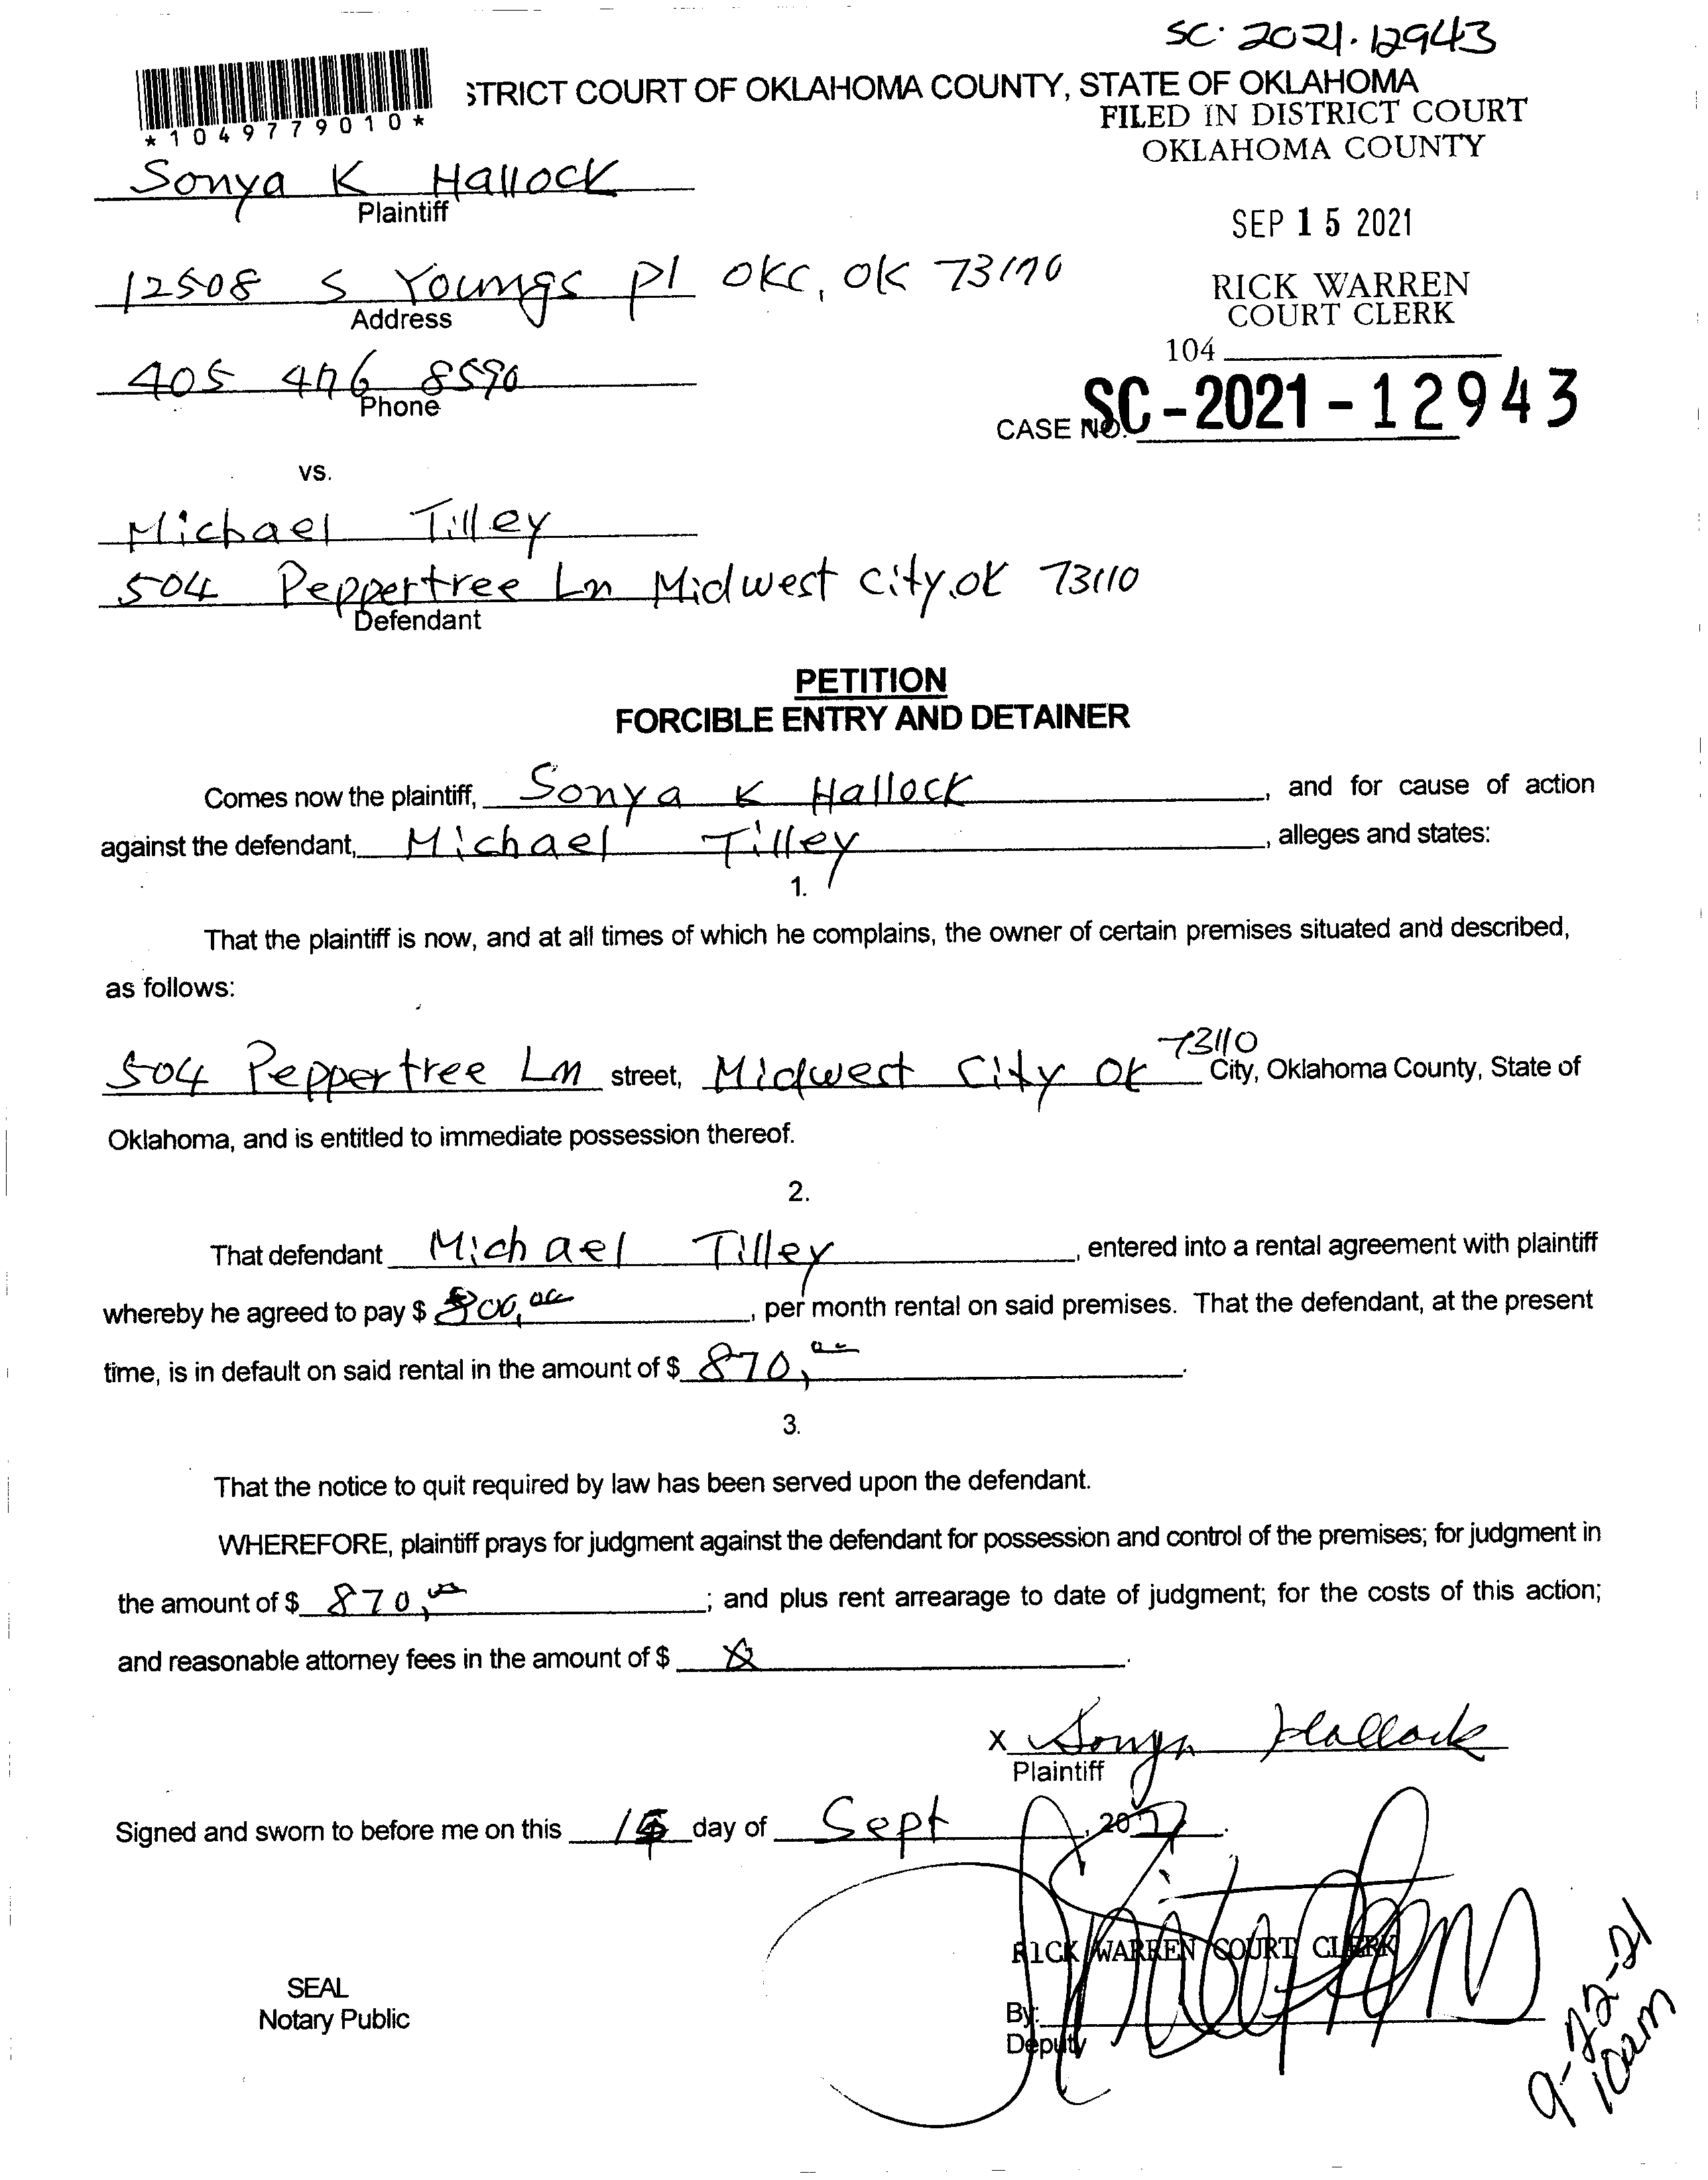 SC· 2021·12943
STRICT COURT OF OKLAHOMA COUNTY, STATE OF OKLAHOMA
*1049779010*
FILED IN DISTRICT COURT
OKLAHOMA COUNTY
Sonya K Hallock
Plaintiff
SEP 15 2021
12508 S Youngs Pl OKC, OK 73170
Address
RICK WARREN
COURT CLERK
104
405 476 8590
Phone
CASE NO. SC-2021-12943
vs.
Michael Tilley
504 Peppertree Ln Midwest City, OK 73110
Defendant
PETITION
FORCIBLE ENTRY AND DETAINER
Comes now the plaintiff, Sonya K Hallock, and for cause of action
against the defendant, Michael Tilley, alleges and states:
1.
That the plaintiff is now, and at all times of which he complains, the owner of certain premises situated and described,
as follows:
504 Peppertree Ln street, Midwest City OK 73110 City, Oklahoma County, State of
Oklahoma, and is entitled to immediate possession thereof.
2.
That defendant Michael Tilley, entered into a rental agreement with plaintiff
whereby he agreed to pay $ 800,00, per month rental on said premises. That the defendant, at the present
time, is in default on said rental in the amount of $ 870,00.
3.
That the notice to quit required by law has been served upon the defendant.
WHEREFORE, plaintiff prays for judgment against the defendant for possession and control of the premises; for judgment in
the amount of $ 870,00; and plus rent arrearage to date of judgment; for the costs of this action;
and reasonable attorney fees in the amount of $
X Sonya Hallock
Plaintiff
Signed and sworn to before me on this 15 day of Sept, 2021.
RICK WARREN COURT CLERK
SEAL
Notary Public
By:
Deputy
9-22-21
10am